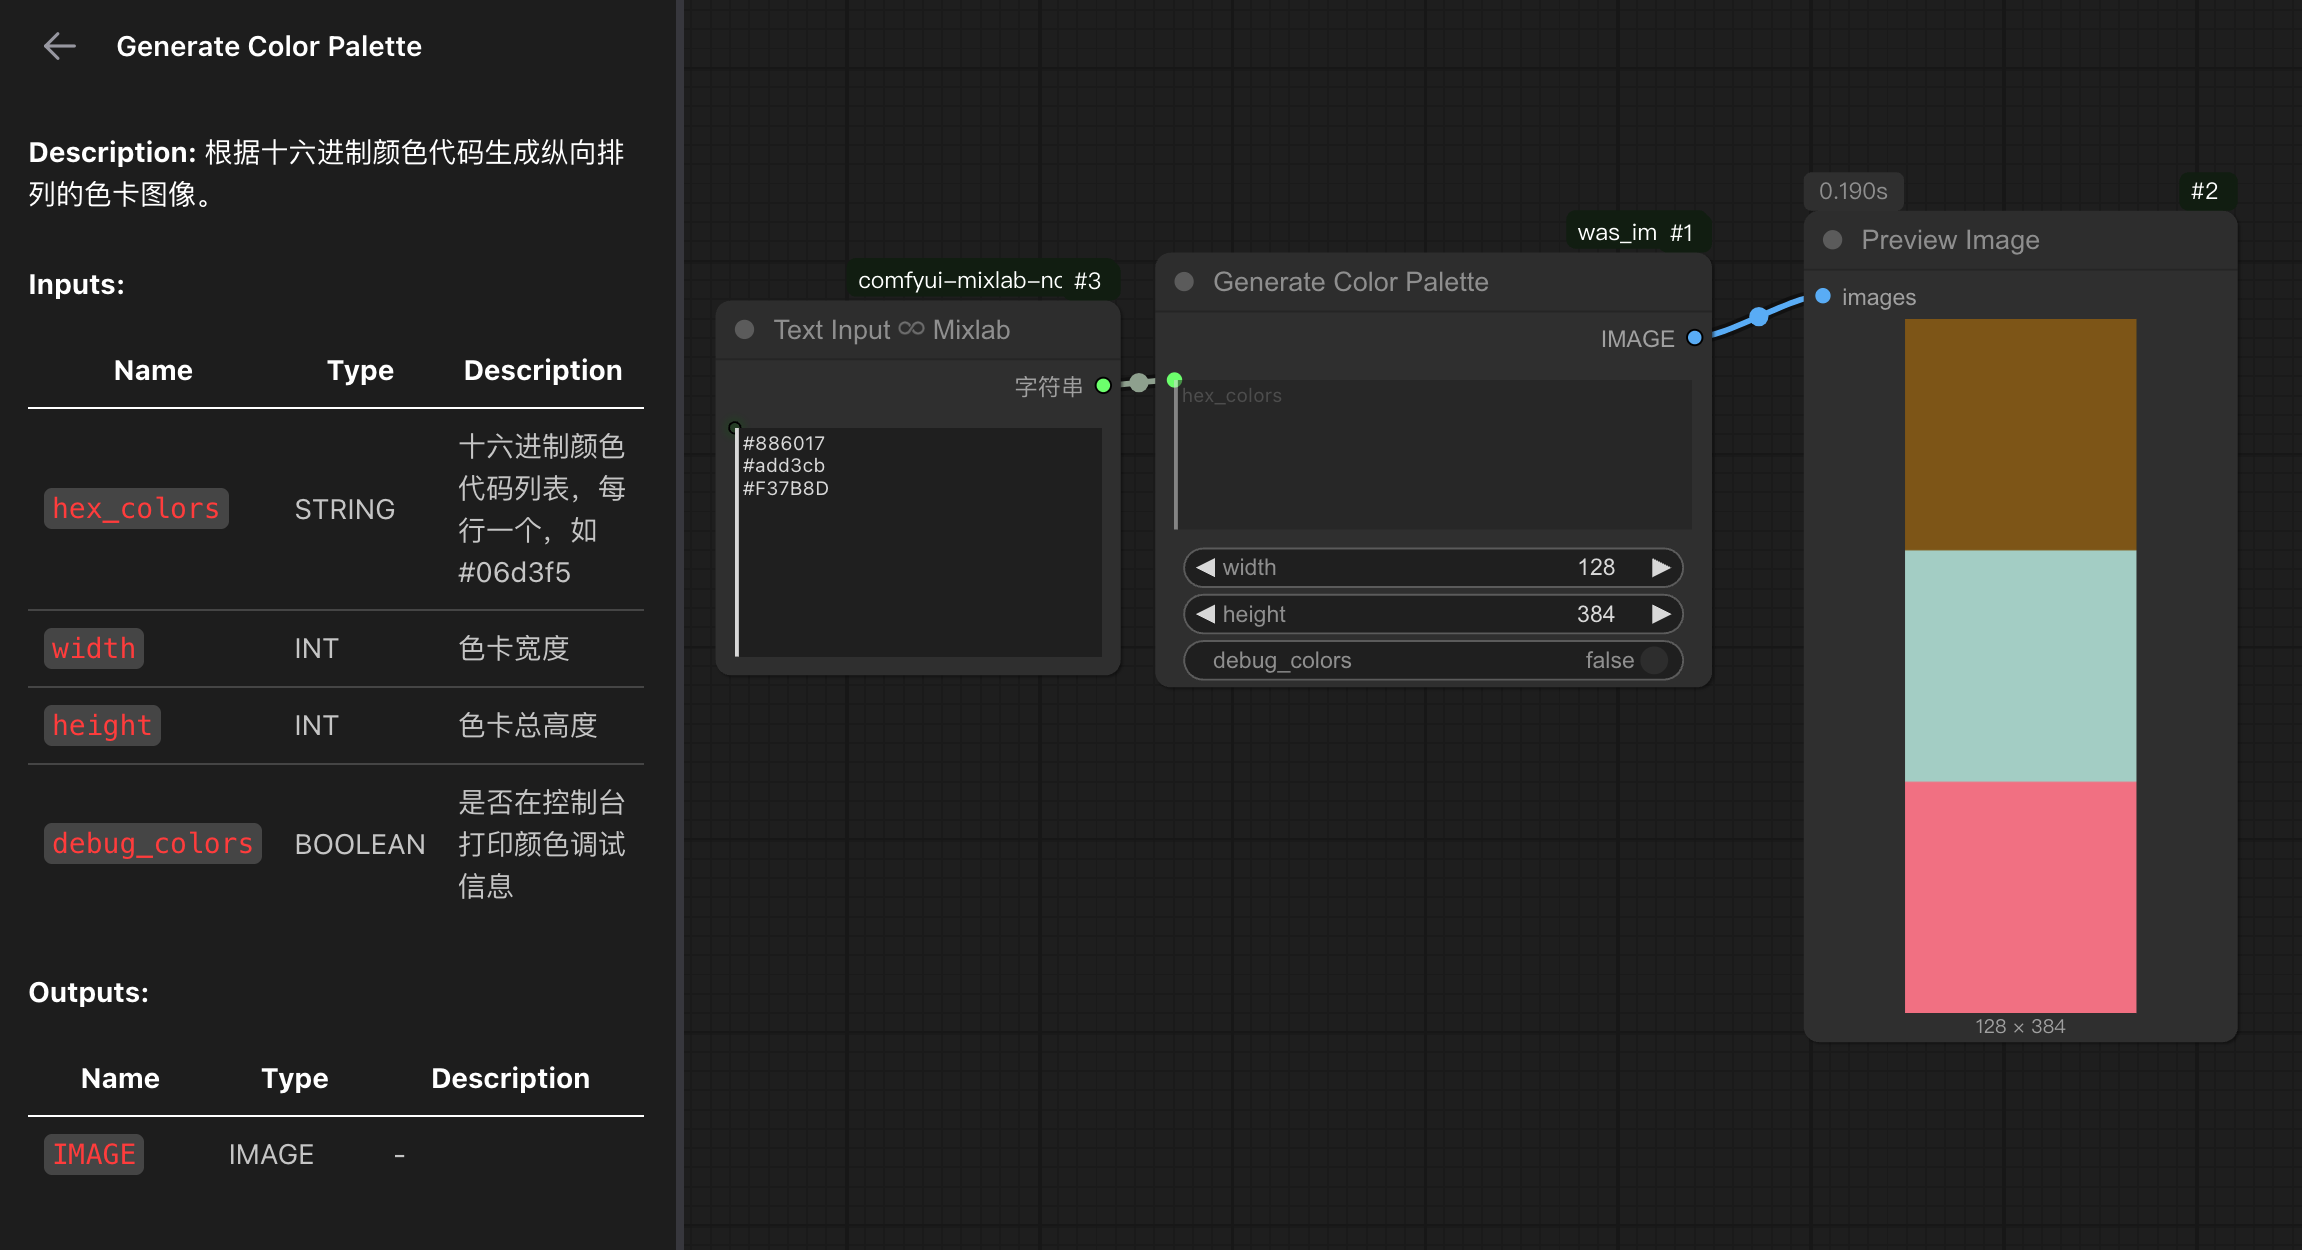 Generate Color Palette
Description: 根据十六进制颜色代码生成纵向排
列的色卡图像。
Inputs:
Name Type Description
hex_colors STRING 十六进制颜色
代码列表，每
行一个，如
#06d3f5
width INT 色卡宽度
height INT 色卡总高度
debug_colors BOOLEAN 是否在控制台
打印颜色调试
信息
Outputs:
Name Type Description
IMAGE IMAGE -
comfyui-mixlab-nc #3
Text Input ∞ Mixlab
字符串
#886017
#add3cb
#F37B8D
was_im #1
Generate Color Palette
IMAGE
hex_colors
width 128
height 384
debug_colors false
0.190s #2
Preview Image
images
128 × 384